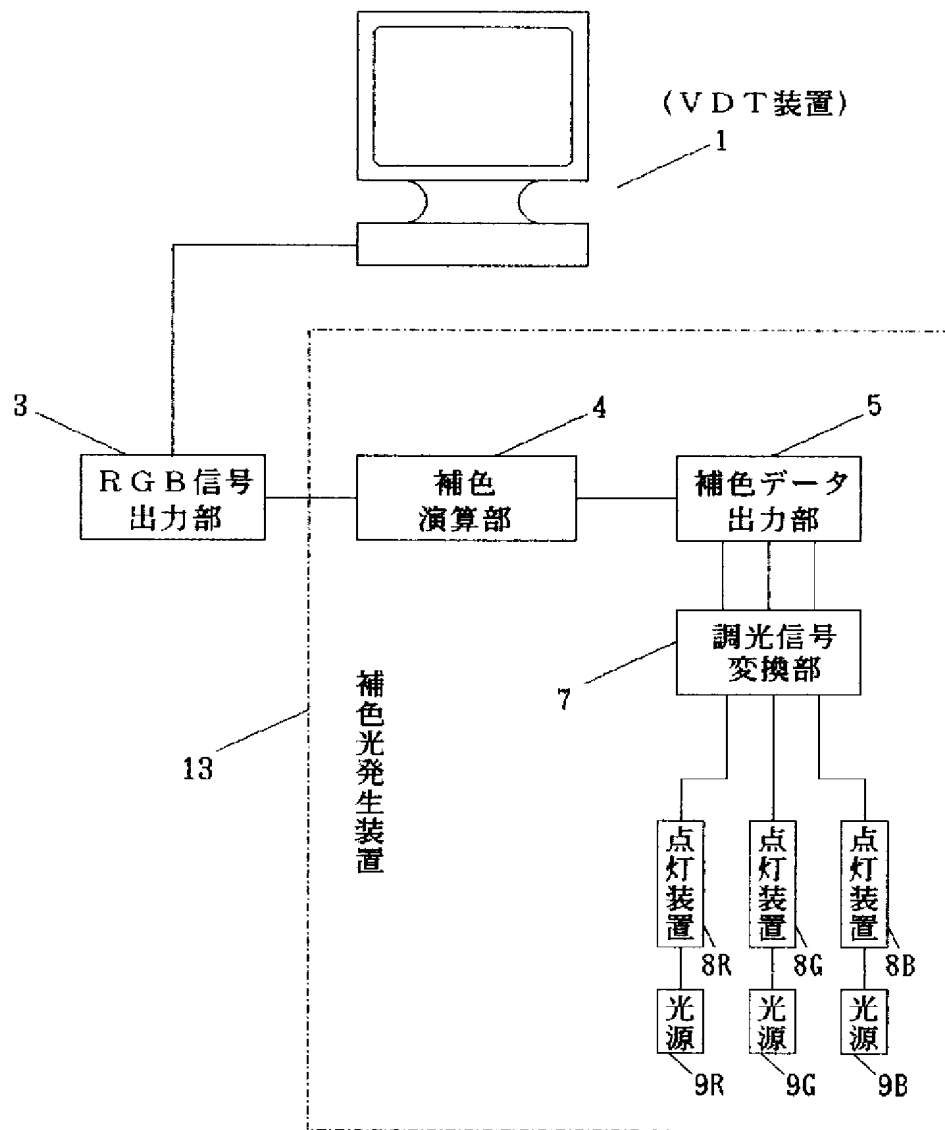 (ＶＤＴ装置)
1
3
4
5
ＲＧＢ信号
出力部
補色
演算部
補色データ
出力部
調光信号
変換部
7
補色光発生装置
13
点灯装置
点灯装置
点灯装置
8R
8G
8B
光源
光源
光源
9R
9G
9B